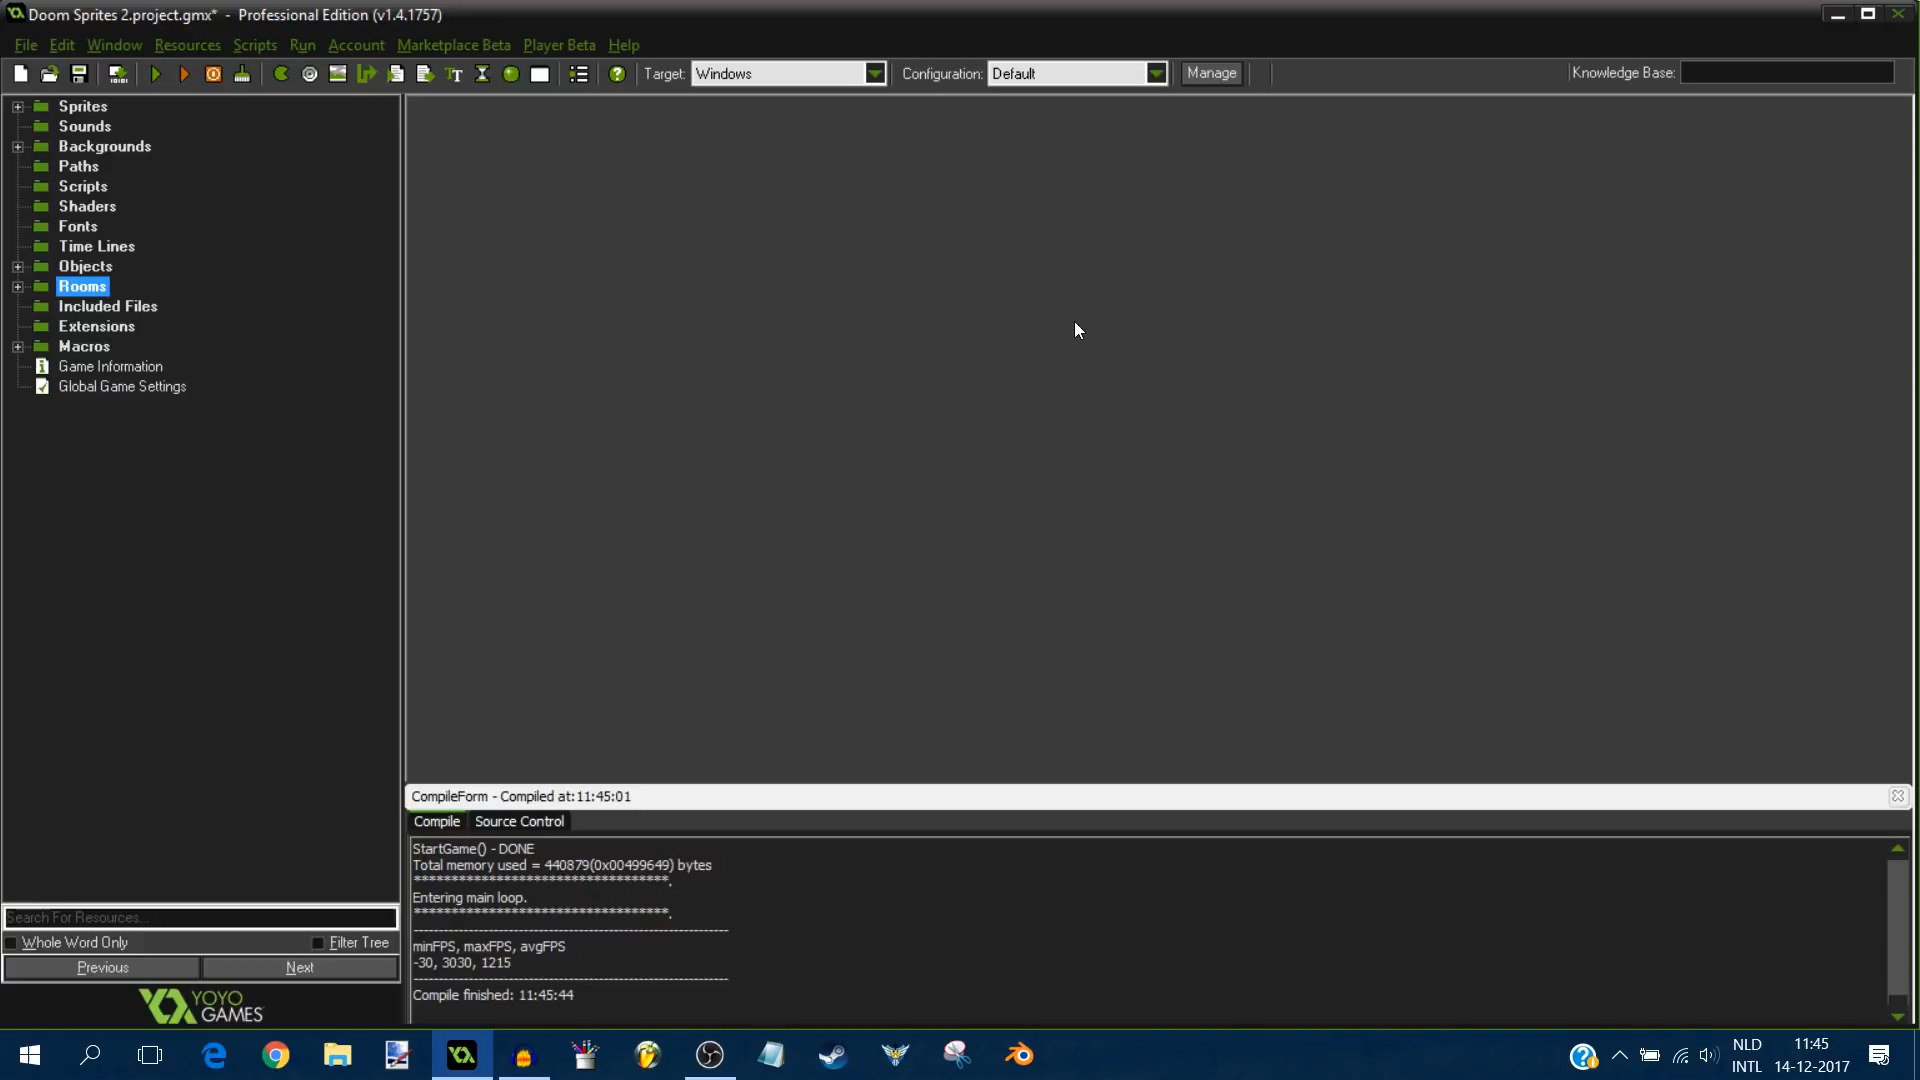 Doom Sprites 2.project.gmx* - Professional Edition (v1.4.1757)
File Edit Window Resources Scripts Run Account Marketplace Beta Player Beta Help
Target: Windows Configuration: Default Manage Knowledge Base:
Sprites
Sounds
Backgrounds
Paths
Scripts
Shaders
Fonts
Time Lines
Objects
Rooms
Included Files
Extensions
Macros
Game Information
Global Game Settings
Search For Resources...
Whole Word Only Filter Tree
Previous Next
YOYO
GAMES
CompileForm - Compiled at:11:45:01
Compile Source Control
StartGame() - DONE
Total memory used = 440879(0x00499649) bytes
***********************************.
Entering main loop.
***********************************.
minFPS, maxFPS, avgFPS
-30, 3030, 1215
Compile finished: 11:45:44
NLD 11:45
INTL 14-12-2017